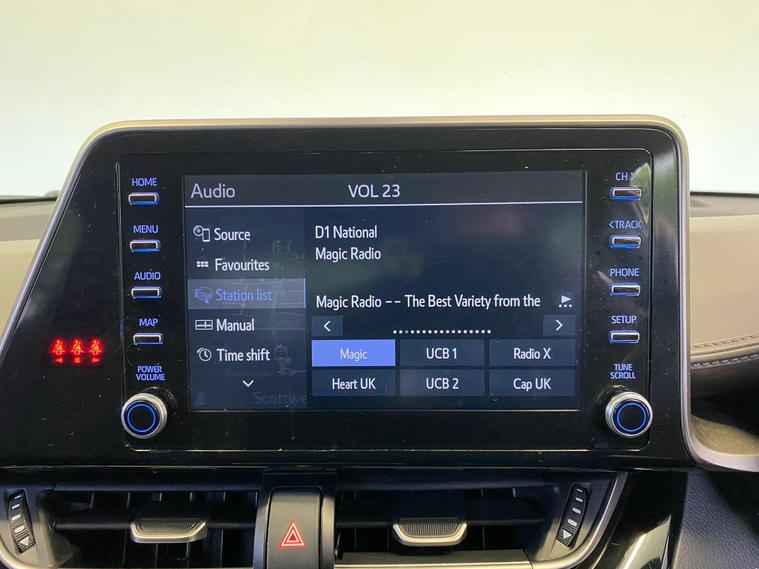 HOME
MENU
AUDIO
MAP
POWER
VOLUME
Audio
VOL 23
Source
Favourites
Station list
Manual
Time shift
D1 National
Magic Radio
Magic Radio -- The Best Variety from the
< >
Magic
UCB 1
Radio X
Heart UK
UCB 2
Cap UK
Scottwe
CH >
<TRACK
PHONE
SETUP
TUNE
SCROLL